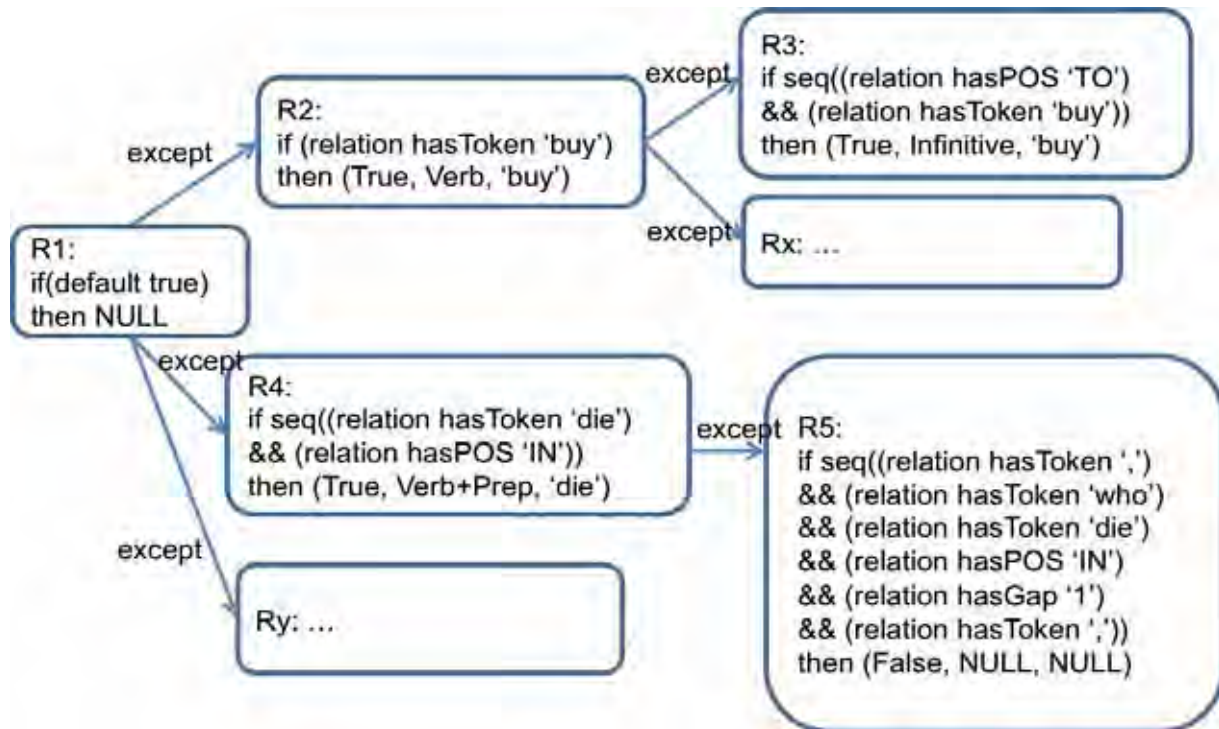 R1:
if(default true)
then NULL
except
R2:
if (relation hasToken ‘buy’)
then (True, Verb, ‘buy’)
except
R3:
if seq((relation hasPOS ‘TO’)
&& (relation hasToken ‘buy’))
then (True, Infinitive, ‘buy’)
except
Rx: …
except
R4:
if seq((relation hasToken ‘die’)
&& (relation hasPOS ‘IN’))
then (True, Verb+Prep, ‘die’)
except
R5:
if seq((relation hasToken ‘,’)
&& (relation hasToken ‘who’)
&& (relation hasToken ‘die’)
&& (relation hasPOS ‘IN’)
&& (relation hasGap ‘1’)
&& (relation hasToken ‘,’))
then (False, NULL, NULL)
except
Ry: …